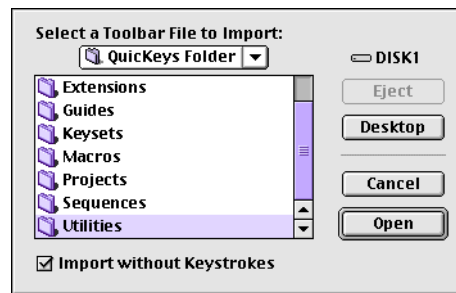 Select a Toolbar File to Import:
QuicKeys Folder
DISK1
Extensions
Guides
Keysets
Macros
Projects
Sequences
Utilities
Eject
Desktop
Cancel
Open
Import without Keystrokes